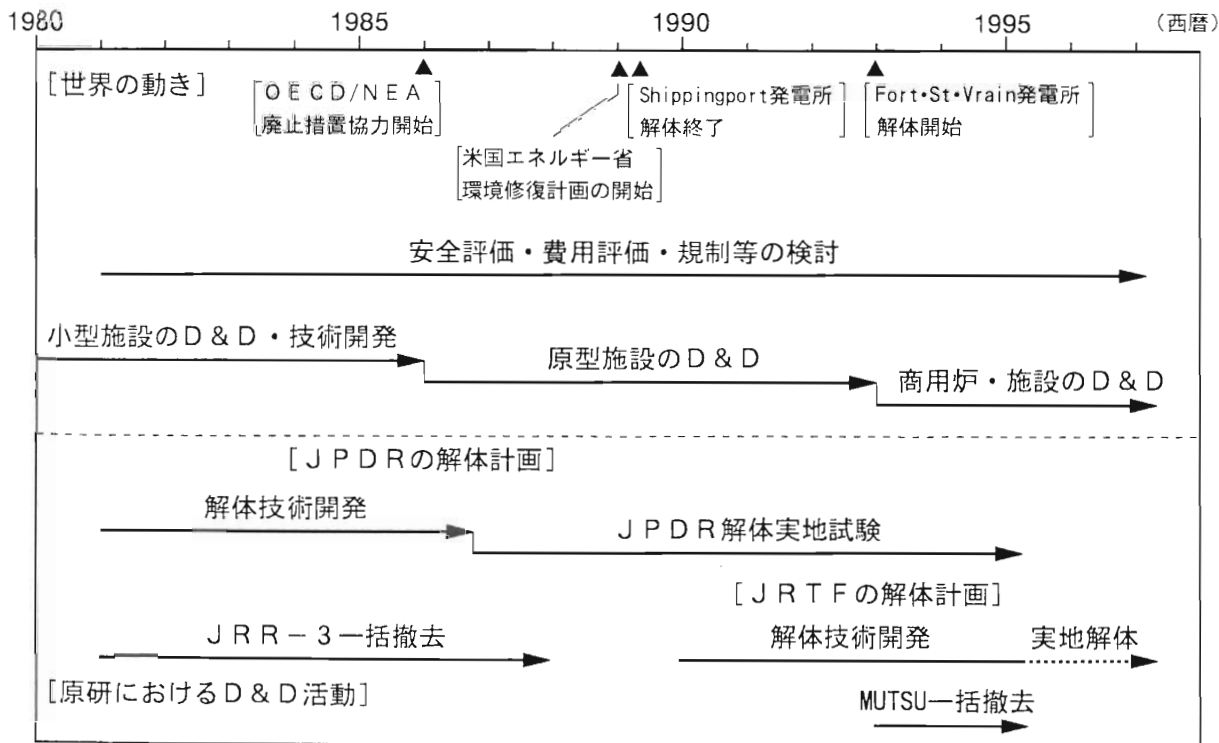 1980 1985 1990 1995 (西暦)
[世界の動き]
OECD/NEA
廃止措置協力開始
Shippingport発電所
解体終了
Fort・St・Vrain発電所
解体開始
米国エネルギー省
環境修復計画の開始
安全評価・費用評価・規制等の検討
小型施設のD&D・技術開発
原型施設のD&D
商用炉・施設のD&D
[JPDRの解体計画]
解体技術開発
JPDR解体実地試験
[JRTFの解体計画]
JRR-3一括撤去
解体技術開発
実地解体
[原研におけるD&D活動]
MUTSU一括撤去